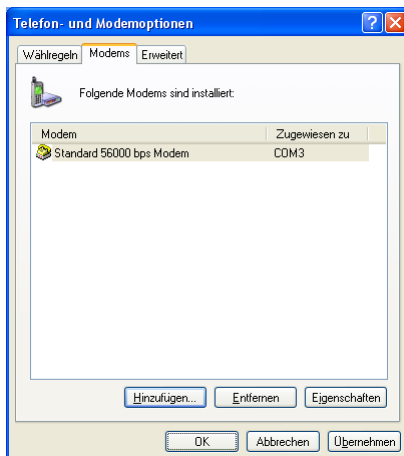 Telefon- und Modemoptionen
Wählregeln Modems Erweitert
Folgende Modems sind installiert:
Modem Zugewiesen zu
Standard 56000 bps Modem COM3
Hinzufügen... Entfernen Eigenschaften
OK Abbrechen Übernehmen